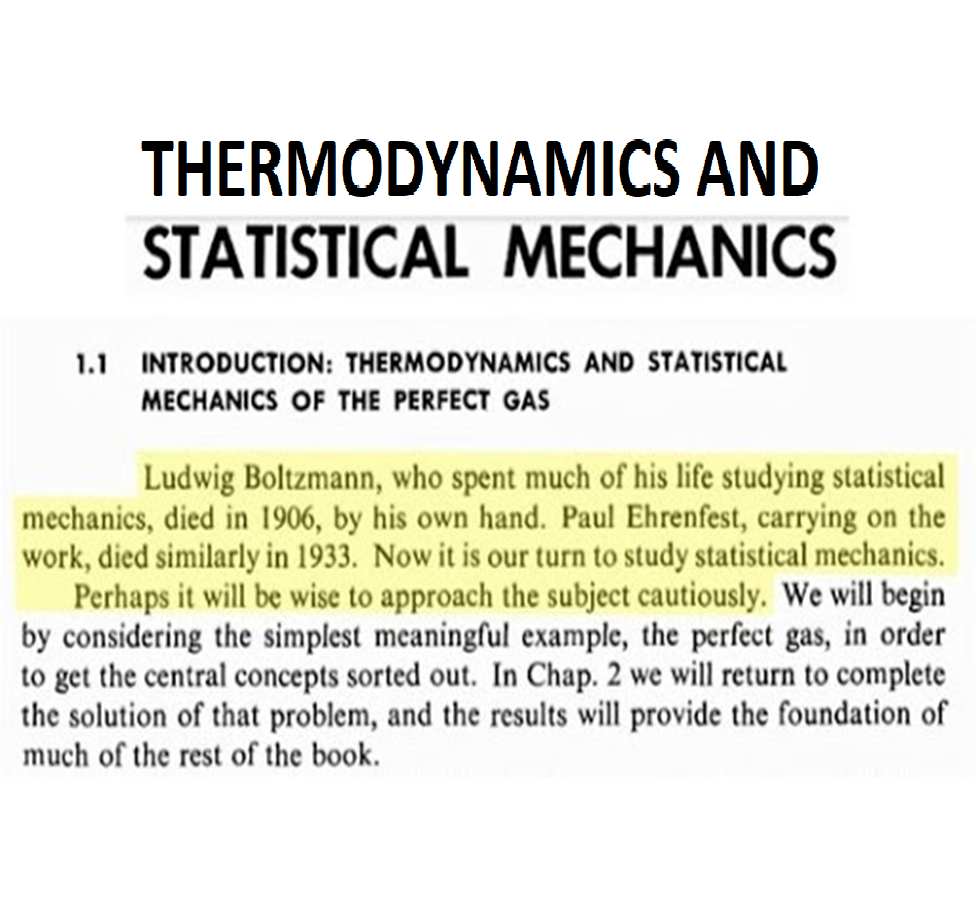 THERMODYNAMICS AND
STATISTICAL MECHANICS
1.1 INTRODUCTION: THERMODYNAMICS AND STATISTICAL
MECHANICS OF THE PERFECT GAS
Ludwig Boltzmann, who spent much of his life studying statistical
mechanics, died in 1906, by his own hand. Paul Ehrenfest, carrying on the
work, died similarly in 1933. Now it is our turn to study statistical mechanics.
Perhaps it will be wise to approach the subject cautiously. We will begin
by considering the simplest meaningful example, the perfect gas, in order
to get the central concepts sorted out. In Chap. 2 we will return to complete
the solution of that problem, and the results will provide the foundation of
much of the rest of the book.